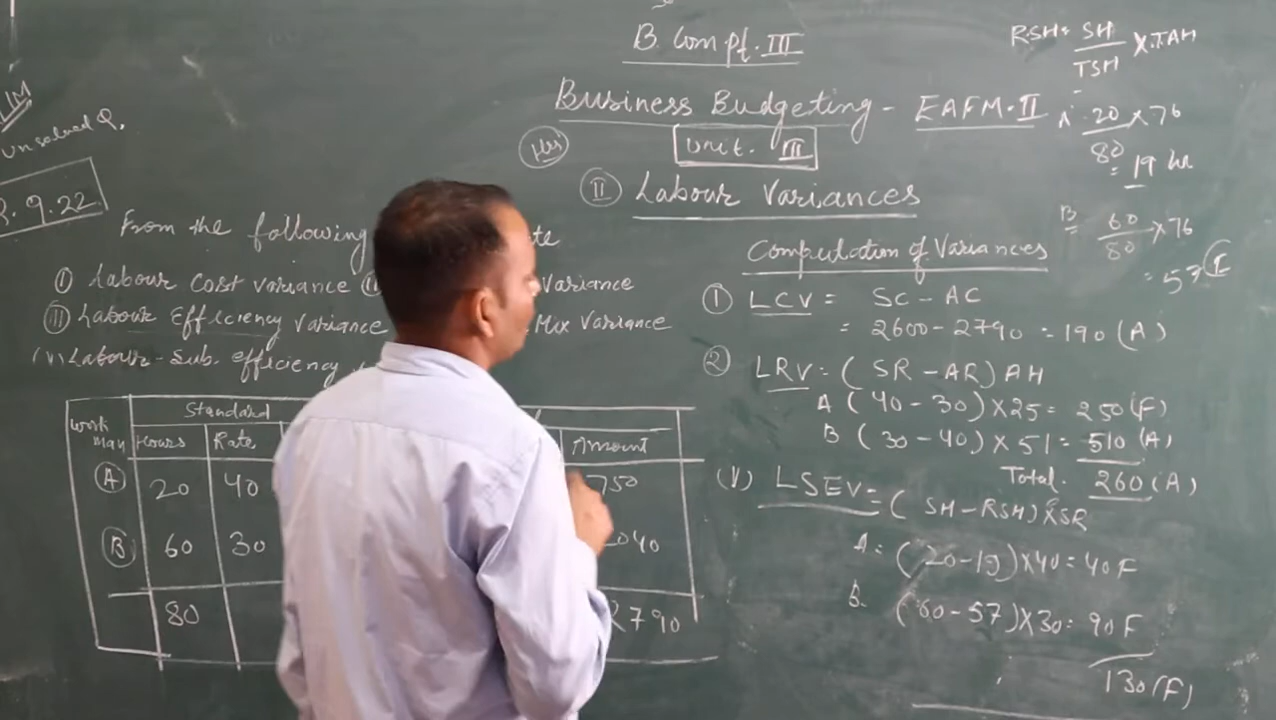 B. Com pt. III
Business Budgeting - EAFM. II
Unit. III
II Labour Variances
RSH = SH / TSH X TAH
A. 20 / 80 X 76
= 19 hr
B 60 / 80 X 76
= 57
Unsolved Q.
9.22
From the following
I Labour Cost variance
Variance
III Labour Efficiency Variance
Mix Variance
(V) Labour-Sub. efficiency
Work Man
Standard
Hours Rate Amount
A 20 40 750
B 60 30 040
80 2790
Computation of Variances
1 LCV = SC - AC
= 2600 - 2790 = 190 (A)
2 LRV = (SR - AR) AH
A (40 - 30) X 25 = 250 (F)
B (30 - 40) X 51 = 510 (A)
Total. 260 (A)
(V) LSEV = (SH - RSH) X SR
A = (20 - 19) X 40 = 40 F
B. (60 - 57) X 30 = 90 F
130 (F)